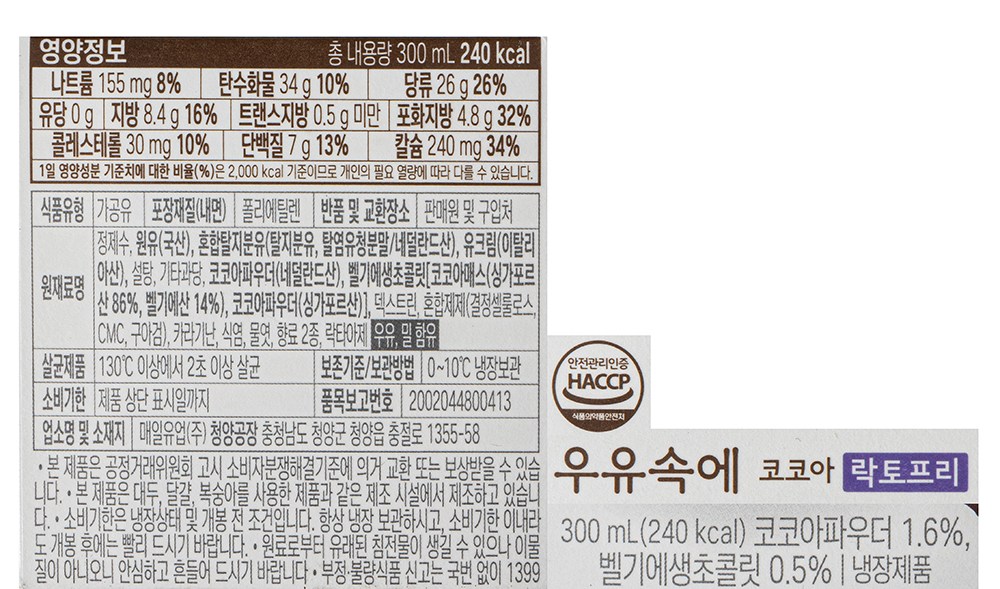 영양정보 총 내용량 300 mL 240 kcal
나트륨 155 mg 8% 탄수화물 34 g 10% 당류 26 g 26%
유당 0 g 지방 8.4 g 16% 트랜스지방 0.5 g 미만 포화지방 4.8 g 32%
콜레스테롤 30 mg 10% 단백질 7 g 13% 칼슘 240 mg 34%
1일 영양성분 기준치에 대한 비율(%)은 2,000 kcal 기준이므로 개인의 필요 열량에 따라 다를 수 있습니다.
식품유형 가공유 포장재질(내면) 폴리에틸렌 반품 및 교환장소 판매원 및 구입처
원재료명 정제수, 원유(국산), 혼합탈지분유(탈지분유, 탈염유청분말/네덜란드산), 유크림(이탈리
아산), 설탕, 기타과당, 코코아파우더(네덜란드산), 벨기에생초콜릿[코코아매스(싱가포르
산 86%, 벨기에산 14%), 코코아파우더(싱가포르산)], 덱스트린, 혼합제제(결정셀룰로스,
CMC, 구아검), 카라기난, 식염, 물엿, 향료 2종, 락타아제 우유, 밀 함유
살균제품 130℃ 이상에서 2초 이상 살균 보존기준/보관방법 0~10℃ 냉장보관
소비기한 제품 상단 표시일까지 품목보고번호 2002044800413
업소명 및 소재지 매일유업(주) 청양공장 충청남도 청양군 청양읍 충절로 1355-58
• 본 제품은 공정거래위원회 고시 소비자분쟁해결기준에 의거 교환 또는 보상받을 수 있습
니다. • 본 제품은 대두, 달걀, 복숭아를 사용한 제품과 같은 제조 시설에서 제조하고 있습니
다. • 소비기한은 냉장상태 및 개봉 전 조건입니다. 항상 냉장 보관하시고, 소비기한 이내라
도 개봉 후에는 빨리 드시기 바랍니다. • 원료로부터 유래된 침전물이 생길 수 있으나 이물
질이 아니오니 안심하고 흔들어 드시기 바랍니다 • 부정·불량식품 신고는 국번 없이 1399
안전관리인증
HACCP
식품의약품안전처
우유속에 코코아 락토프리
300 mL(240 kcal) 코코아파우더 1.6%,
벨기에생초콜릿 0.5% | 냉장제품